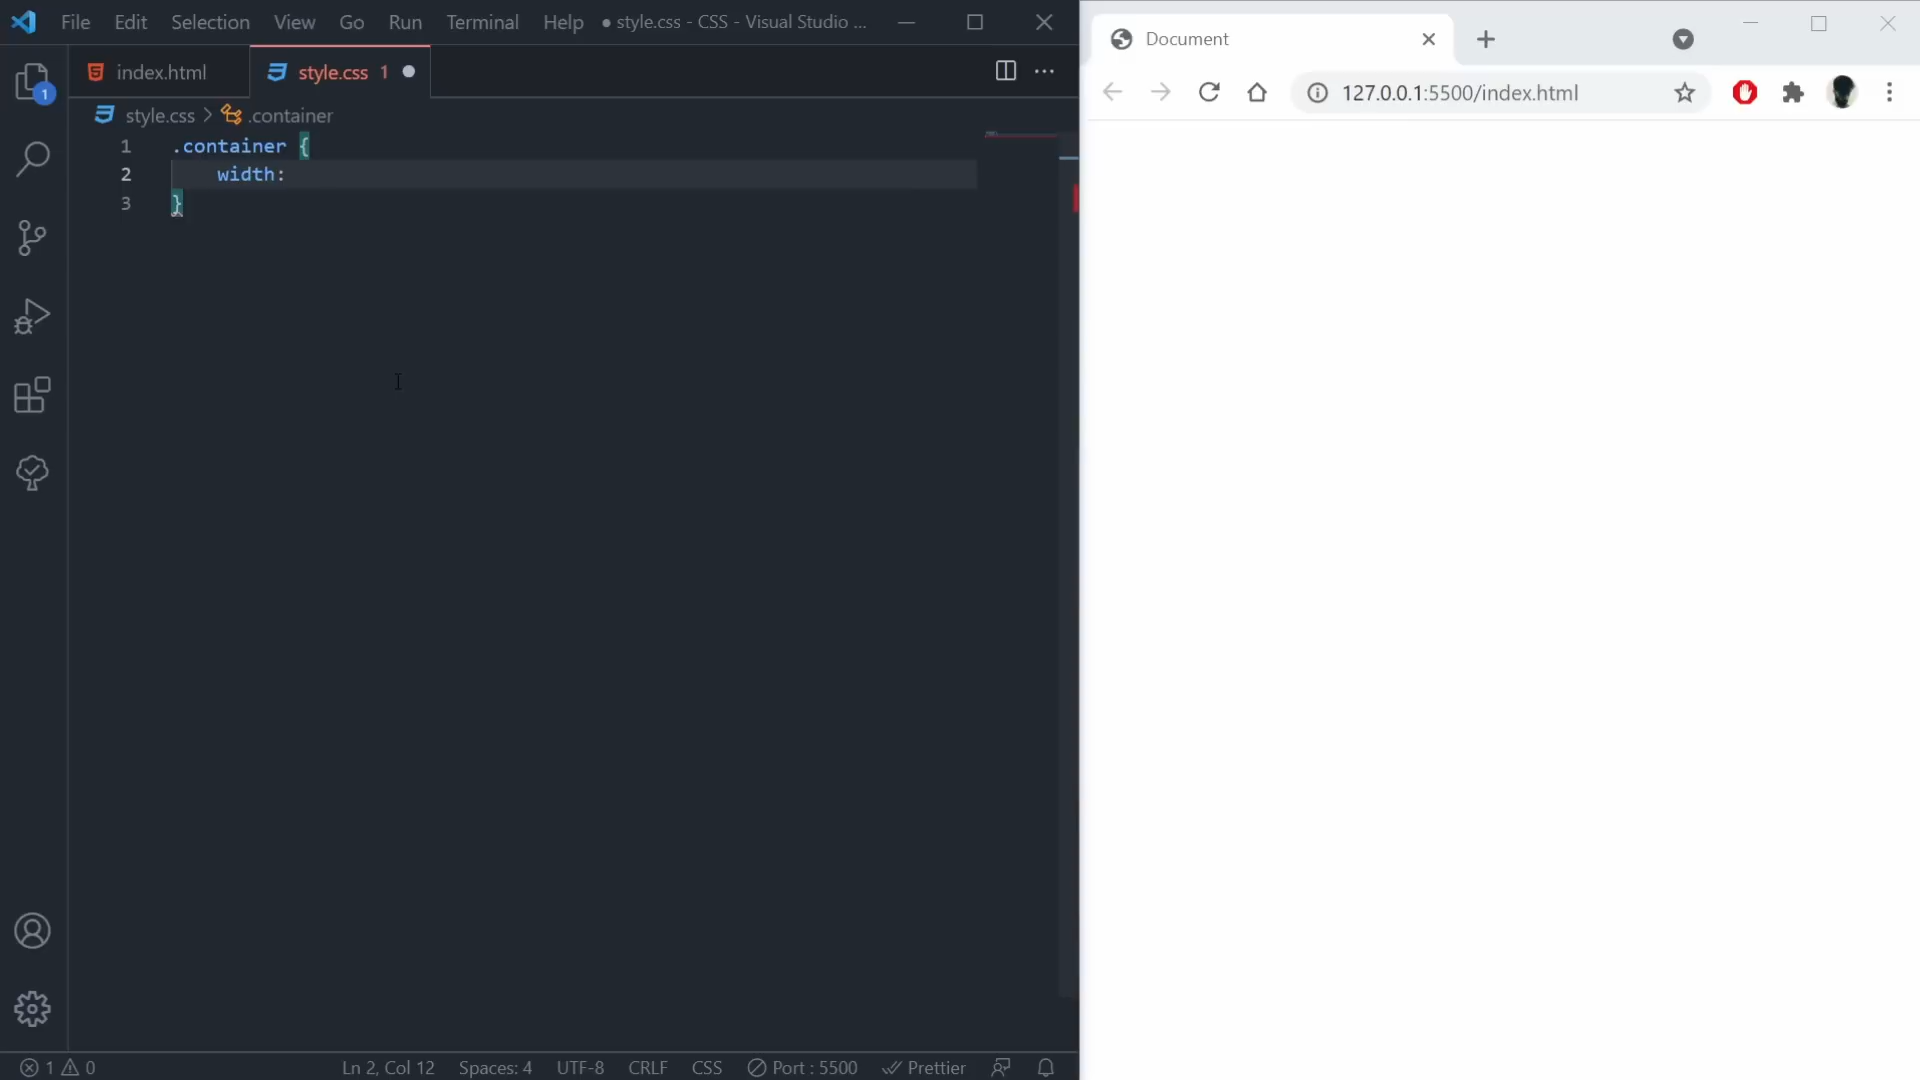 File Edit Selection View Go Run Terminal Help ● style.css - CSS - Visual Studio ...
index.html style.css 1 ●
style.css > .container
1 .container {
2 width:
3 }
1
1 0 Ln 2, Col 12 Spaces: 4 UTF-8 CRLF CSS Port : 5500 Prettier
Document
127.0.0.1:5500/index.html